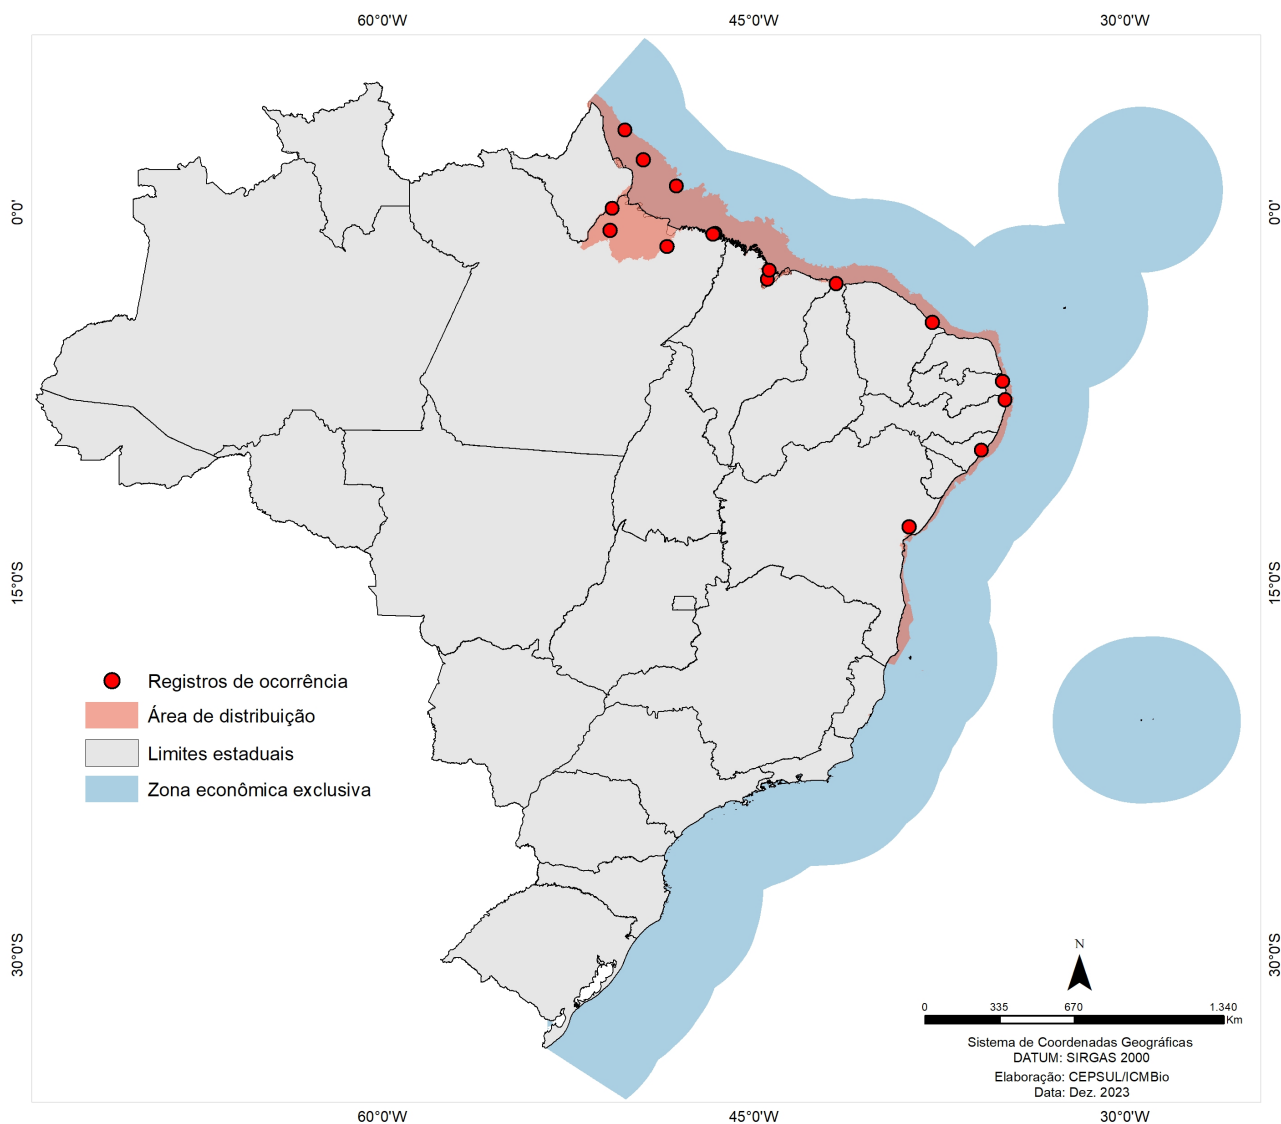 60°0'W 45°0'W 30°0'W
0°0' 0°0'
15°0'S 15°0'S
Registros de ocorrência
Área de distribuição
Limites estaduais
Zona econômica exclusiva
30°0'S 30°0'S
N
0 335 670 1.340
Km
Sistema de Coordenadas Geográficas
DATUM: SIRGAS 2000
Elaboração: CEPSUL/ICMBio
Data: Dez. 2023
60°0'W 45°0'W 30°0'W